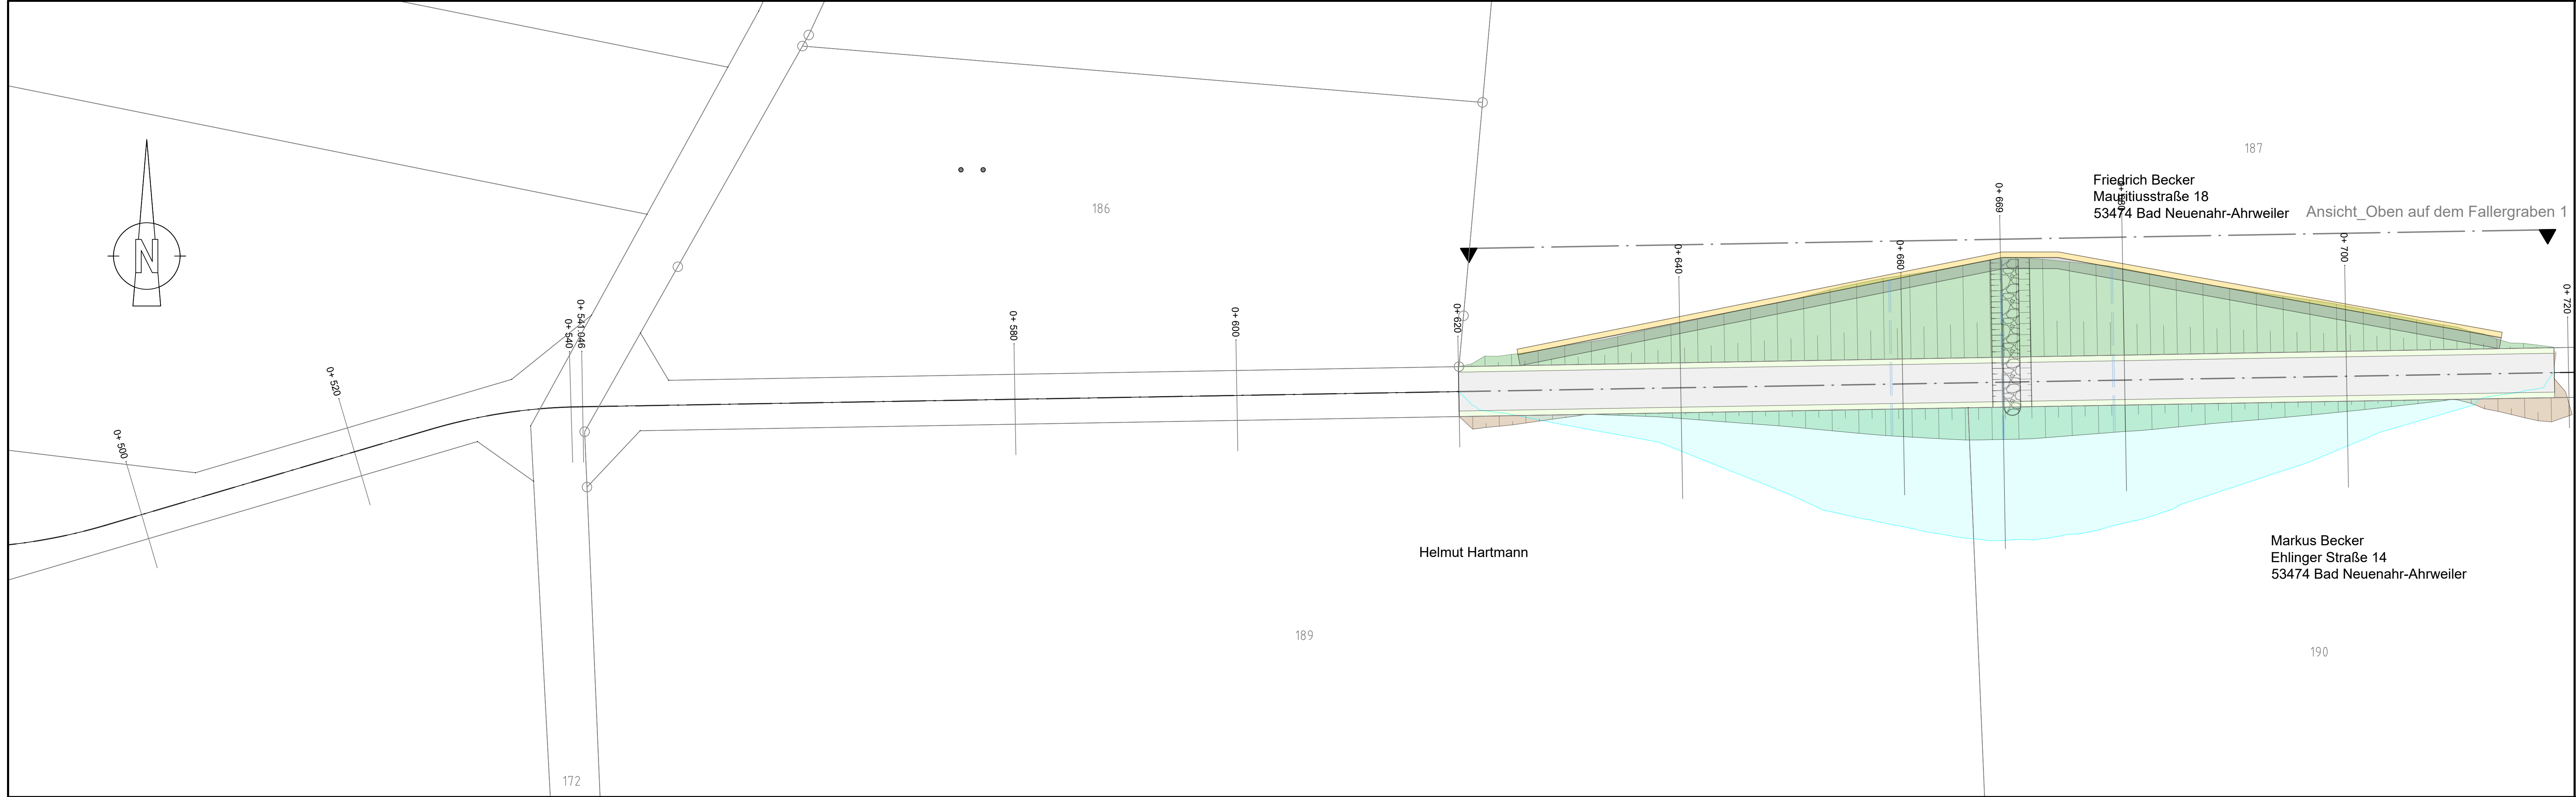 187
Friedrich Becker
Mauritiusstraße 18
53474 Bad Neuenahr-Ahrweiler
Ansicht_Oben auf dem Fallergraben 1
186
N
0+ 500
0+ 520
0+ 540
0+ 541.046
0+ 580
0+ 600
0+ 620
0+ 640
0+ 660
0+ 669
0+ 680
0+ 700
0+ 720
Helmut Hartmann
Markus Becker
Ehlinger Straße 14
53474 Bad Neuenahr-Ahrweiler
189
190
172